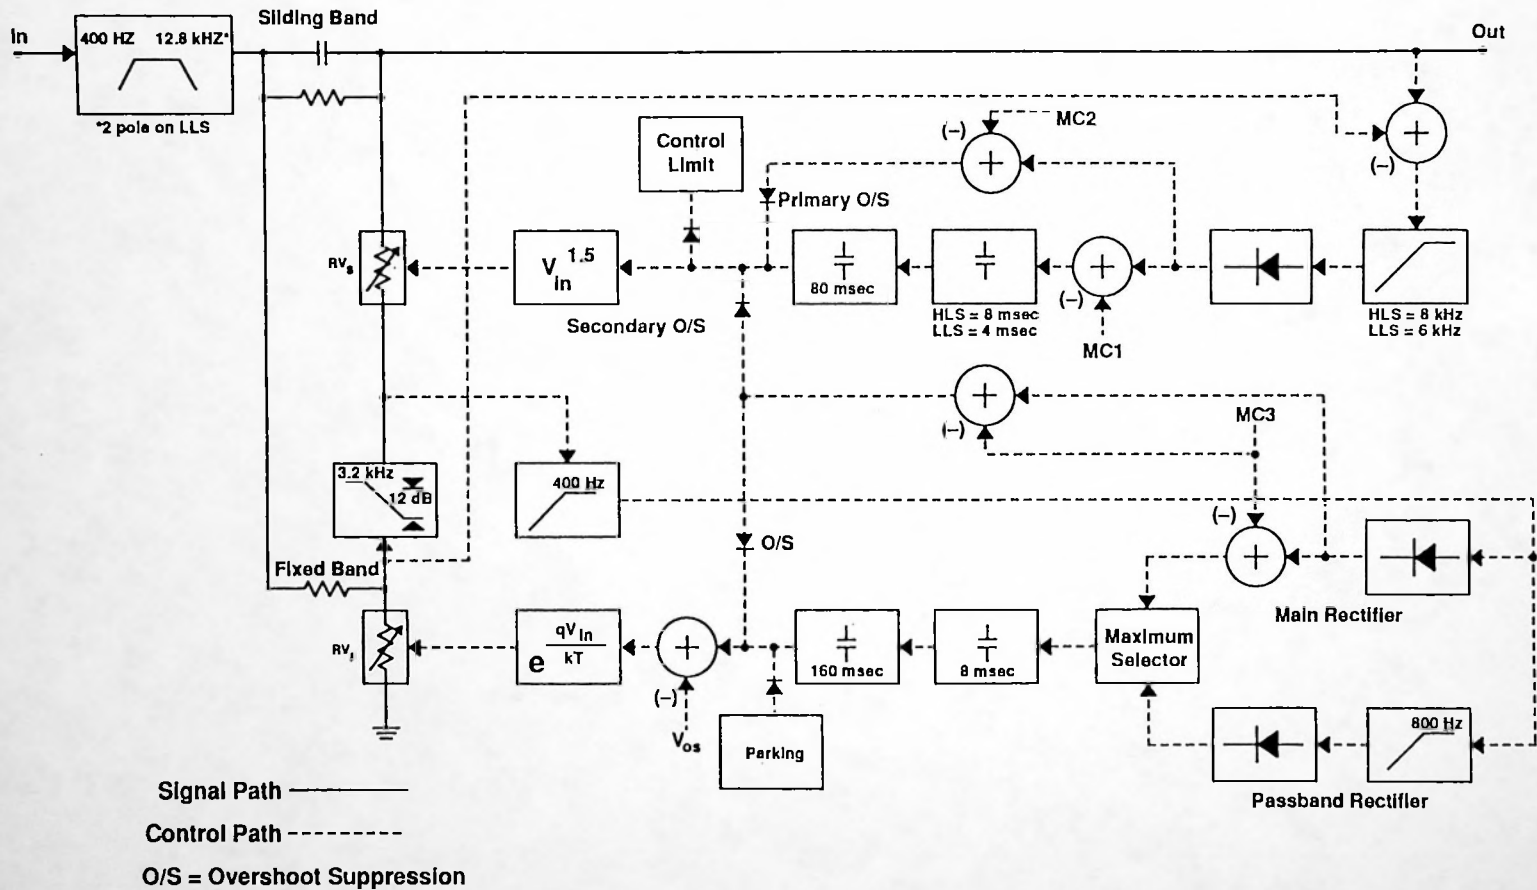 Sliding Band
In
400 HZ 12.8 kHZ*
Out
*2 pole on LLS
MC2
(–)
+
+
(–)
Control
Limit
Primary O/S
RVs
Vin 1.5
80 msec
+
(–)
HLS = 8 msec
LLS = 4 msec
HLS = 8 kHz
LLS = 6 kHz
Secondary O/S
MC1
+
(–)
MC3
3.2 kHz
12 dB
400 Hz
(–)
+
O/S
Fixed Band
Main Rectifier
RVf
e qVin
kT
+
(–)
Vos
160 msec
8 msec
Maximum
Selector
Parking
800 Hz
Passband Rectifier
Signal Path
Control Path
O/S = Overshoot Suppression